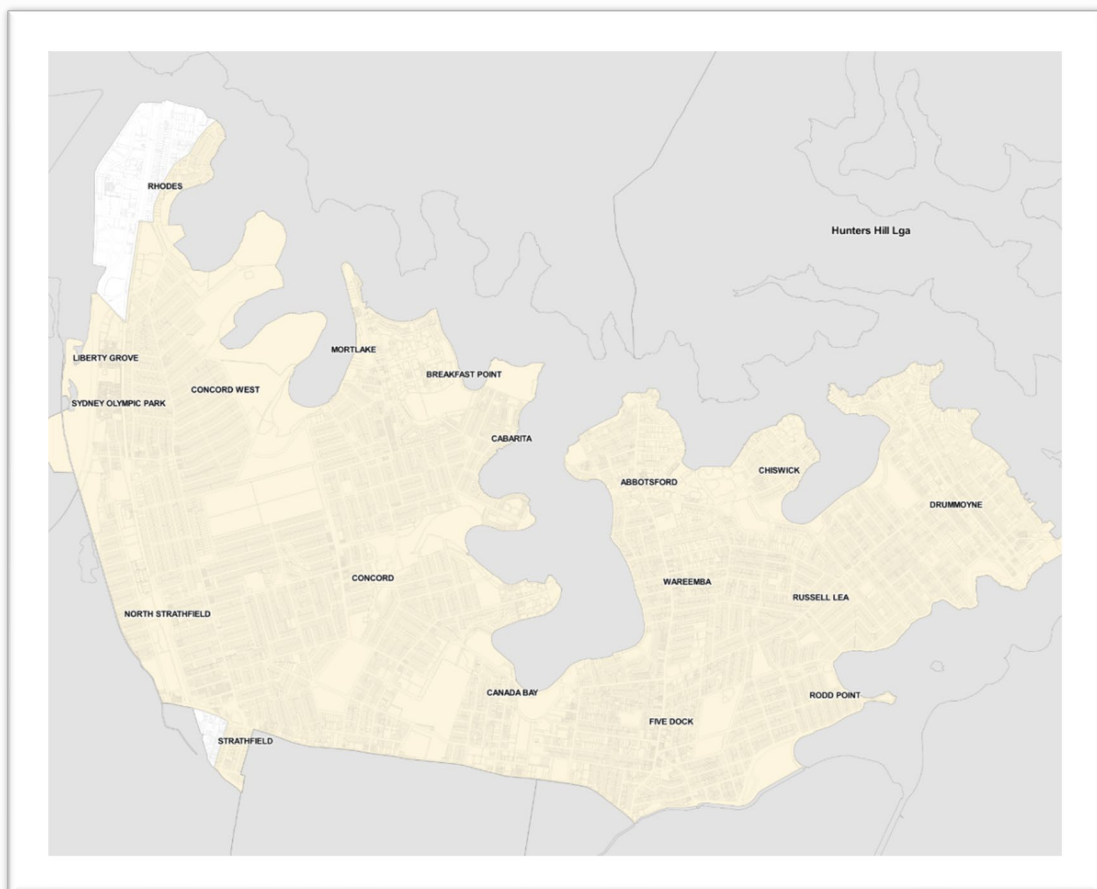 RHODES
Hunters Hill Lga
MORTLAKE
LIBERTY GROVE
BREAKFAST POINT
CONCORD WEST
SYDNEY OLYMPIC PARK
CABARITA
CHISWICK
ABBOTSFORD
DRUMMOYNE
CONCORD
WAREEMBA
RUSSELL LEA
NORTH STRATHFIELD
CANADA BAY
RODD POINT
FIVE DOCK
STRATHFIELD